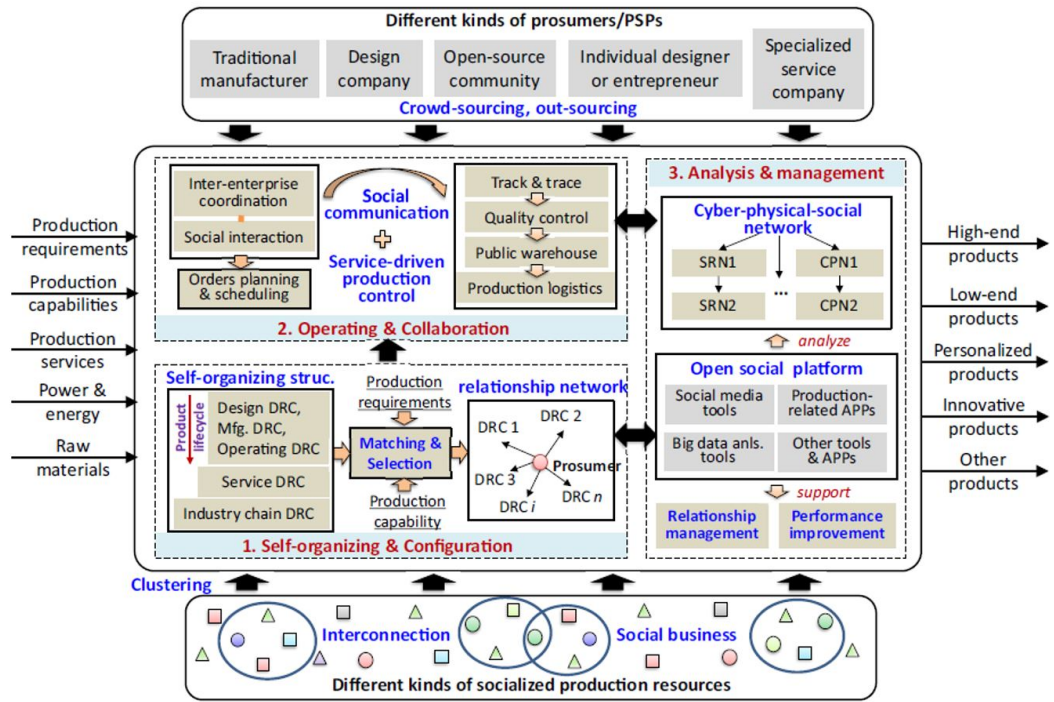 Different kinds of prosumers/PSPs
Traditional
manufacturer
Design
company
Open-source
community
Individual designer
or entrepreneur
Specialized
service
company
Crowd-sourcing, out-sourcing
Production
requirements
Production
capabilities
Production
services
Power &
energy
Raw
materials
Inter-enterprise
coordination
Social interaction
Orders planning
& scheduling
Social
communication
Service-driven
production
control
Track & trace
Quality control
Public warehouse
Production logistics
2. Operating & Collaboration
Self-organizing struc.
Product
lifecycle
Design DRC,
Mfg. DRC,
Operating DRC
Service DRC
Industry chain DRC
Production
requirements
Matching &
Selection
Production
capability
relationship network
DRC 1
DRC 2
Prosumer
DRC 3
DRC i
DRC n
1. Self-organizing & Configuration
3. Analysis & management
Cyber-physical-social
network
SRN1
CPN1
...
SRN2
CPN2
analyze
Open social platform
Social media
tools
Production-
related APPs
Big data anls.
tools
Other tools
& APPs
support
Relationship
management
Performance
improvement
High-end
products
Low-end
products
Personalized
products
Innovative
products
Other
products
Clustering
Interconnection
Social business
Different kinds of socialized production resources